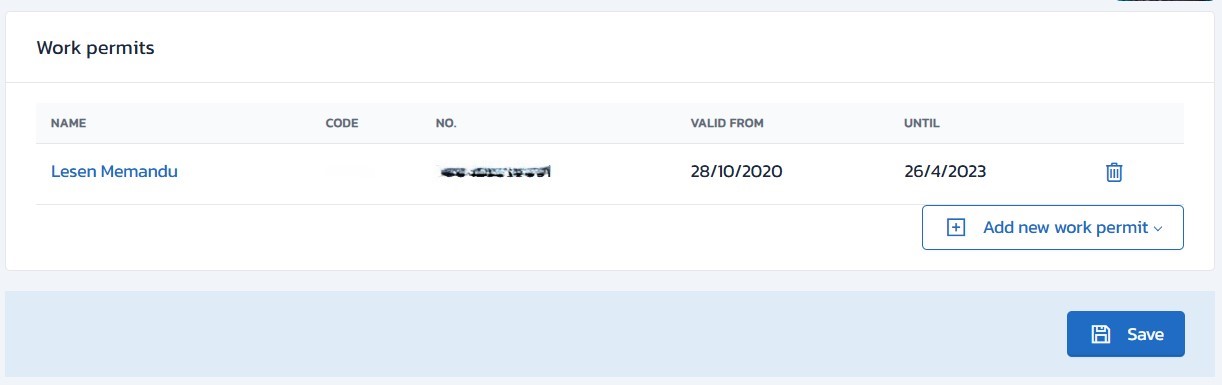 Work permits
NAME CODE NO. VALID FROM UNTIL
Lesen Memandu 28/10/2020 26/4/2023
Add new work permit
Save